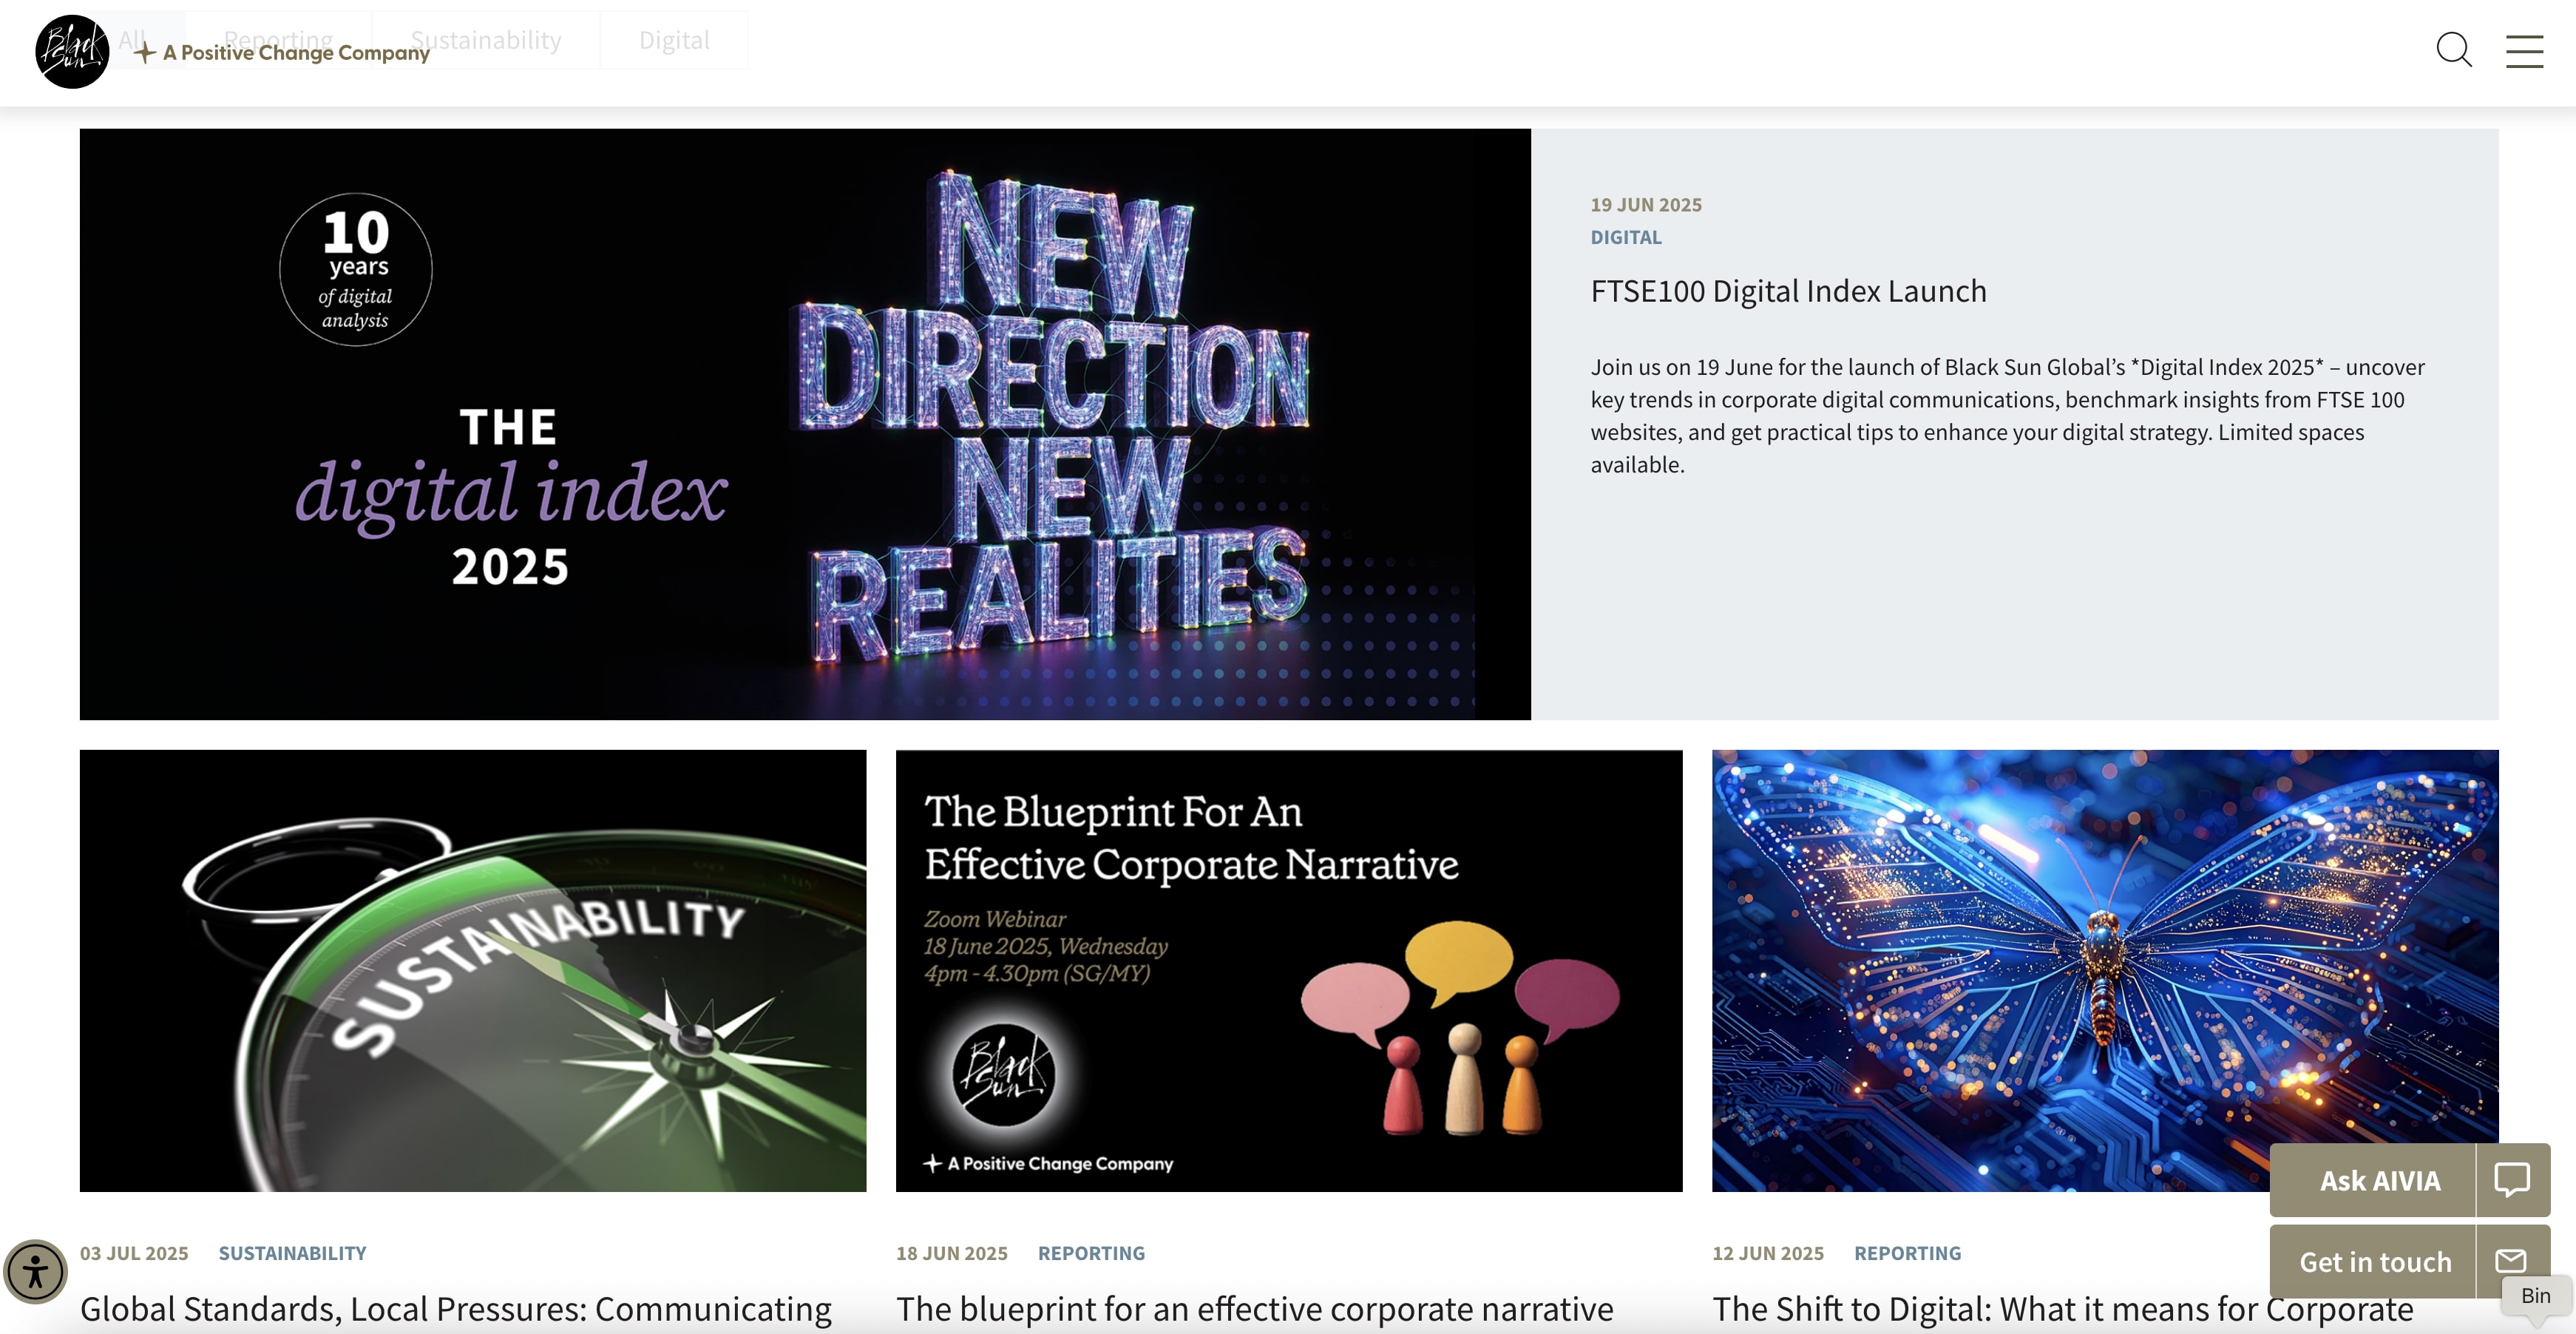 Black Sun
A Positive Change Company
All
Reporting
Sustainability
Digital
10
years
of digital
analysis
THE
digital index
2025
NEW
DIRECTION
NEW
REALITIES
19 JUN 2025
DIGITAL
FTSE100 Digital Index Launch
Join us on 19 June for the launch of Black Sun Global’s *Digital Index 2025* – uncover
key trends in corporate digital communications, benchmark insights from FTSE 100
websites, and get practical tips to enhance your digital strategy. Limited spaces
available.
SUSTAINABILITY
The Blueprint For An
Effective Corporate Narrative
Zoom Webinar
18 June 2025, Wednesday
4pm - 4.30pm (SG/MY)
Black
Sun
A Positive Change Company
03 JUL 2025 SUSTAINABILITY
Global Standards, Local Pressures: Communicating
18 JUN 2025 REPORTING
The blueprint for an effective corporate narrative
12 JUN 2025 REPORTING
The Shift to Digital: What it means for Corporate
Ask AIVIA
Get in touch
Bin